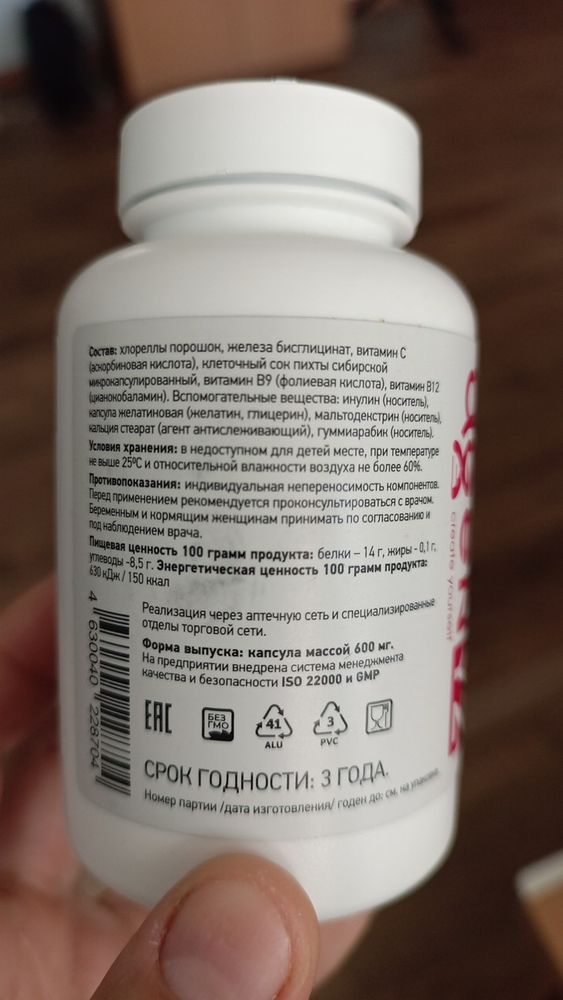 Состав: хлореллы порошок, железа бисглицинат, витамин С
(аскорбиновая кислота), клеточный сок пихты сибирской
микрокапсулированный, витамин В9 (фолиевая кислота), витамин В12
(цианокобаламин). Вспомогательные вещества: инулин (носитель),
капсула желатиновая (желатин, глицерин), мальтодекстрин (носитель),
кальция стеарат (агент антислеживающий), гуммиарабик (носитель).
Условия хранения: в недоступном для детей месте, при температуре
не выше 25ºС и относительной влажности воздуха не более 60%.
Противопоказания: индивидуальная непереносимость компонентов.
Перед применением рекомендуется проконсультироваться с врачом.
Беременным и кормящим женщинам принимать по согласованию и
под наблюдением врача.
Пищевая ценность 100 грамм продукта: белки – 14 г, жиры - 0,1 г,
углеводы -8,5 г. Энергетическая ценность 100 грамм продукта:
630 кДж / 150 ккал
Реализация через аптечную сеть и специализированные
отделы торговой сети.
Форма выпуска: капсула массой 600 мг.
На предприятии внедрена система менеджмента
качества и безопасности ISO 22000 и GMP
4 630040 228704
EAC
БЕЗ
ГМО
41
ALU
3
PVC
СРОК ГОДНОСТИ: 3 ГОДА.
Номер партии /дата изготовления/ годен до: см. на упаковке
create yourself